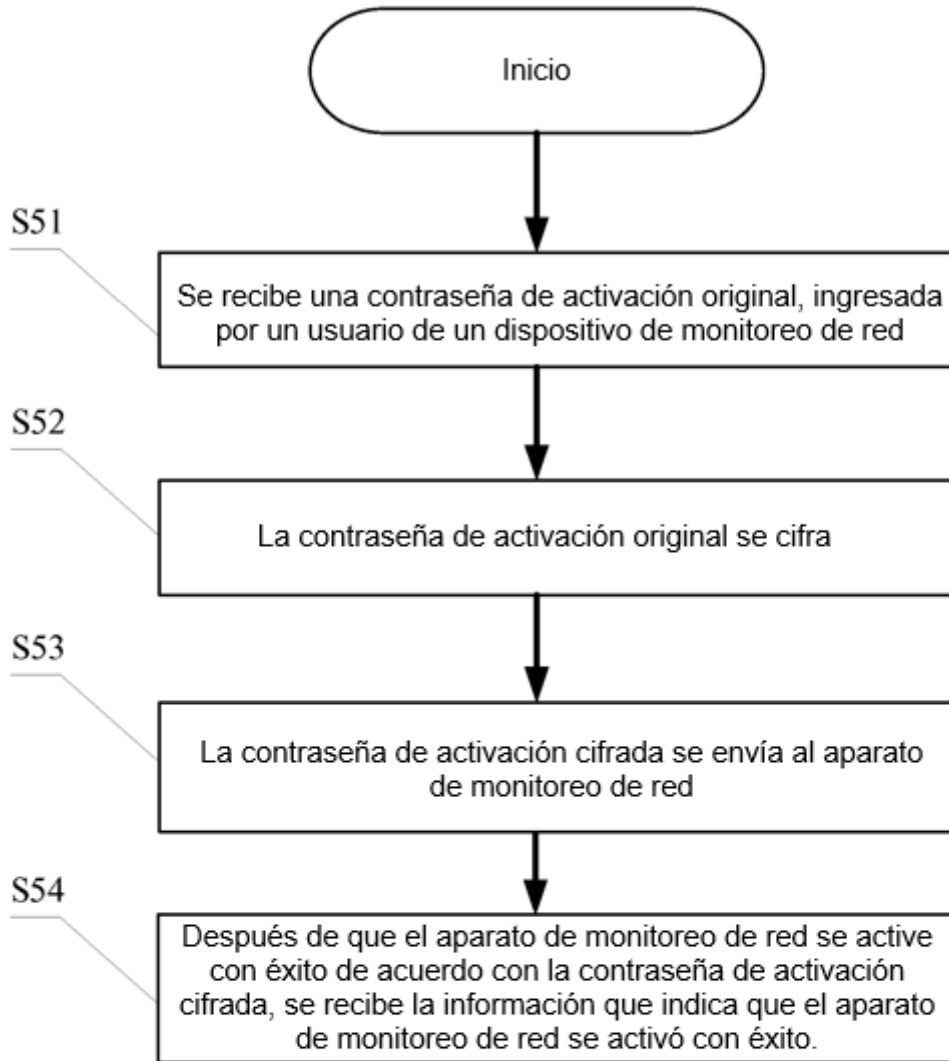 Inicio
S51
Se recibe una contraseña de activación original, ingresada
por un usuario de un dispositivo de monitoreo de red
S52
La contraseña de activación original se cifra
S53
La contraseña de activación cifrada se envía al aparato
de monitoreo de red
S54
Después de que el aparato de monitoreo de red se active
con éxito de acuerdo con la contraseña de activación
cifrada, se recibe la información que indica que el aparato
de monitoreo de red se activó con éxito.